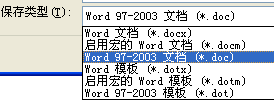 保存类型(T): Word 97-2003 文档 (*.doc)
Word 文档 (*.docx)
启用宏的 Word 文档 (*.docm)
Word 97-2003 文档 (*.doc)
Word 模板 (*.dotx)
启用宏的 Word 模板 (*.dotm)
Word 97-2003 模板 (*.dot)